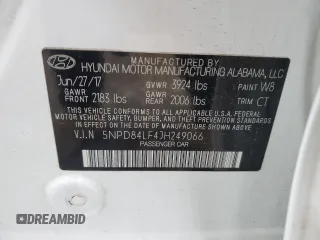 HYUNDAI MOTOR MANUFACTURING ALABAMA, LLC
Jun/27/17 GVWR 3924 lbs PAINT W8
GAWR FRONT 2183 lbs GAWR REAR 2006 lbs TRIM CT
THIS VEHICLE CONFORMS TO ALL APPLICABLE U.S.A. FEDERAL MOTOR VEHICLE SAFETY, BUMPER, AND THEFT PREVENTION STANDARDS IN EFFECT ON THE DATE OF MANUFACTURE SHOWN ABOVE.
V.I.N 5NPD84LF4JH249066
PASSENGER CAR
© DREAMBID
DREAMBID